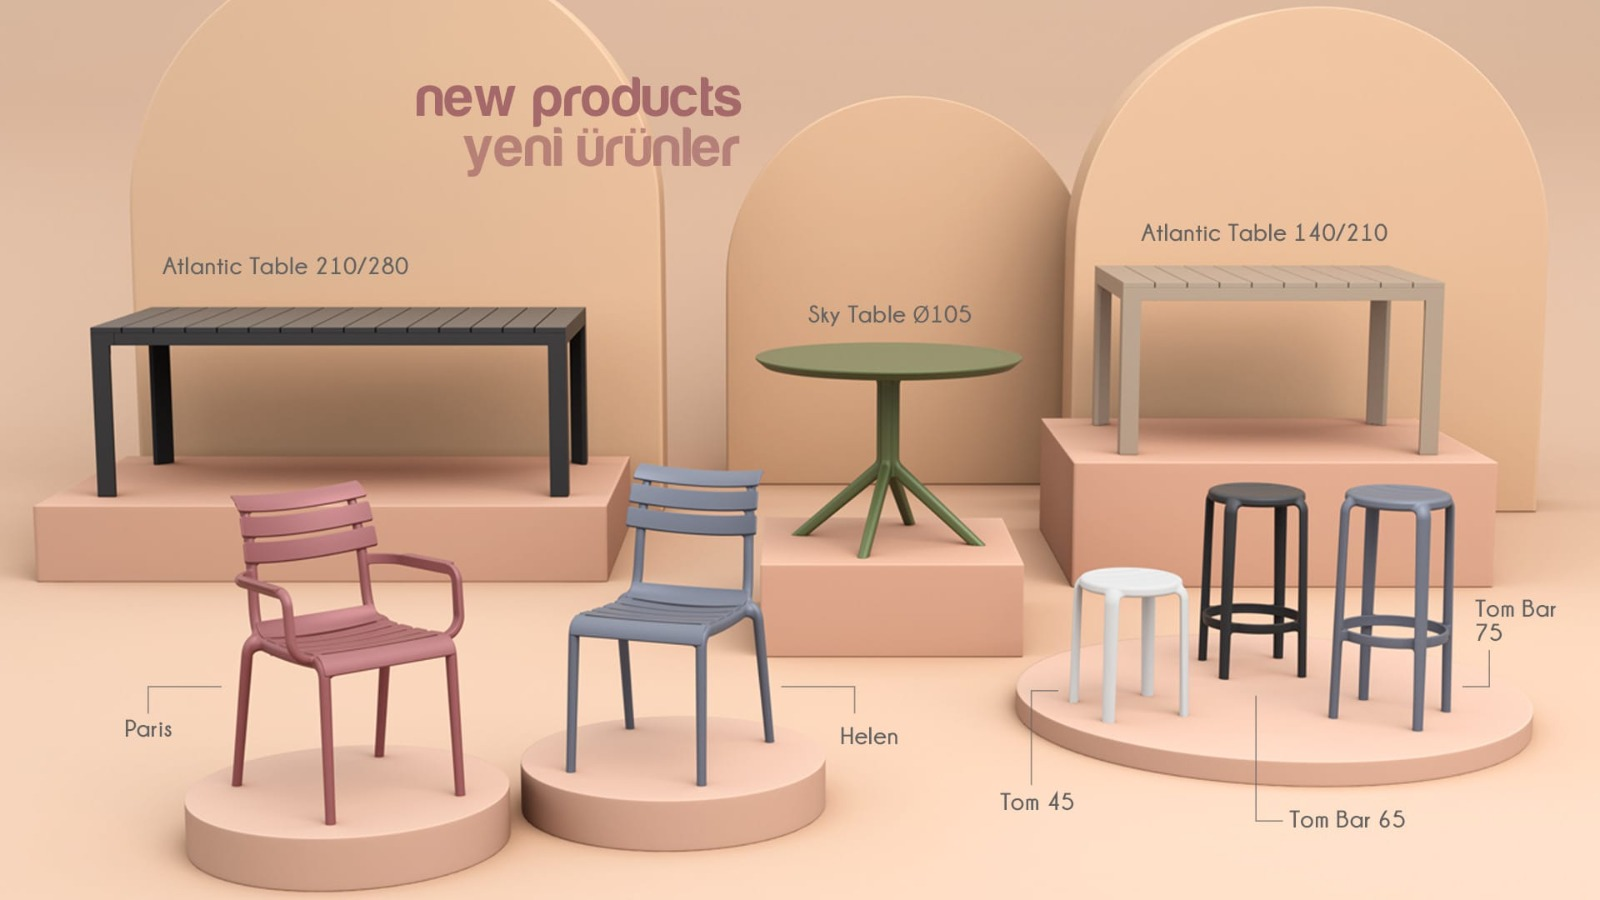 new products
yeni ürünler
Atlantic Table 210/280
Sky Table Ø105
Atlantic Table 140/210
Paris
Helen
Tom 45
Tom Bar 65
Tom Bar
75